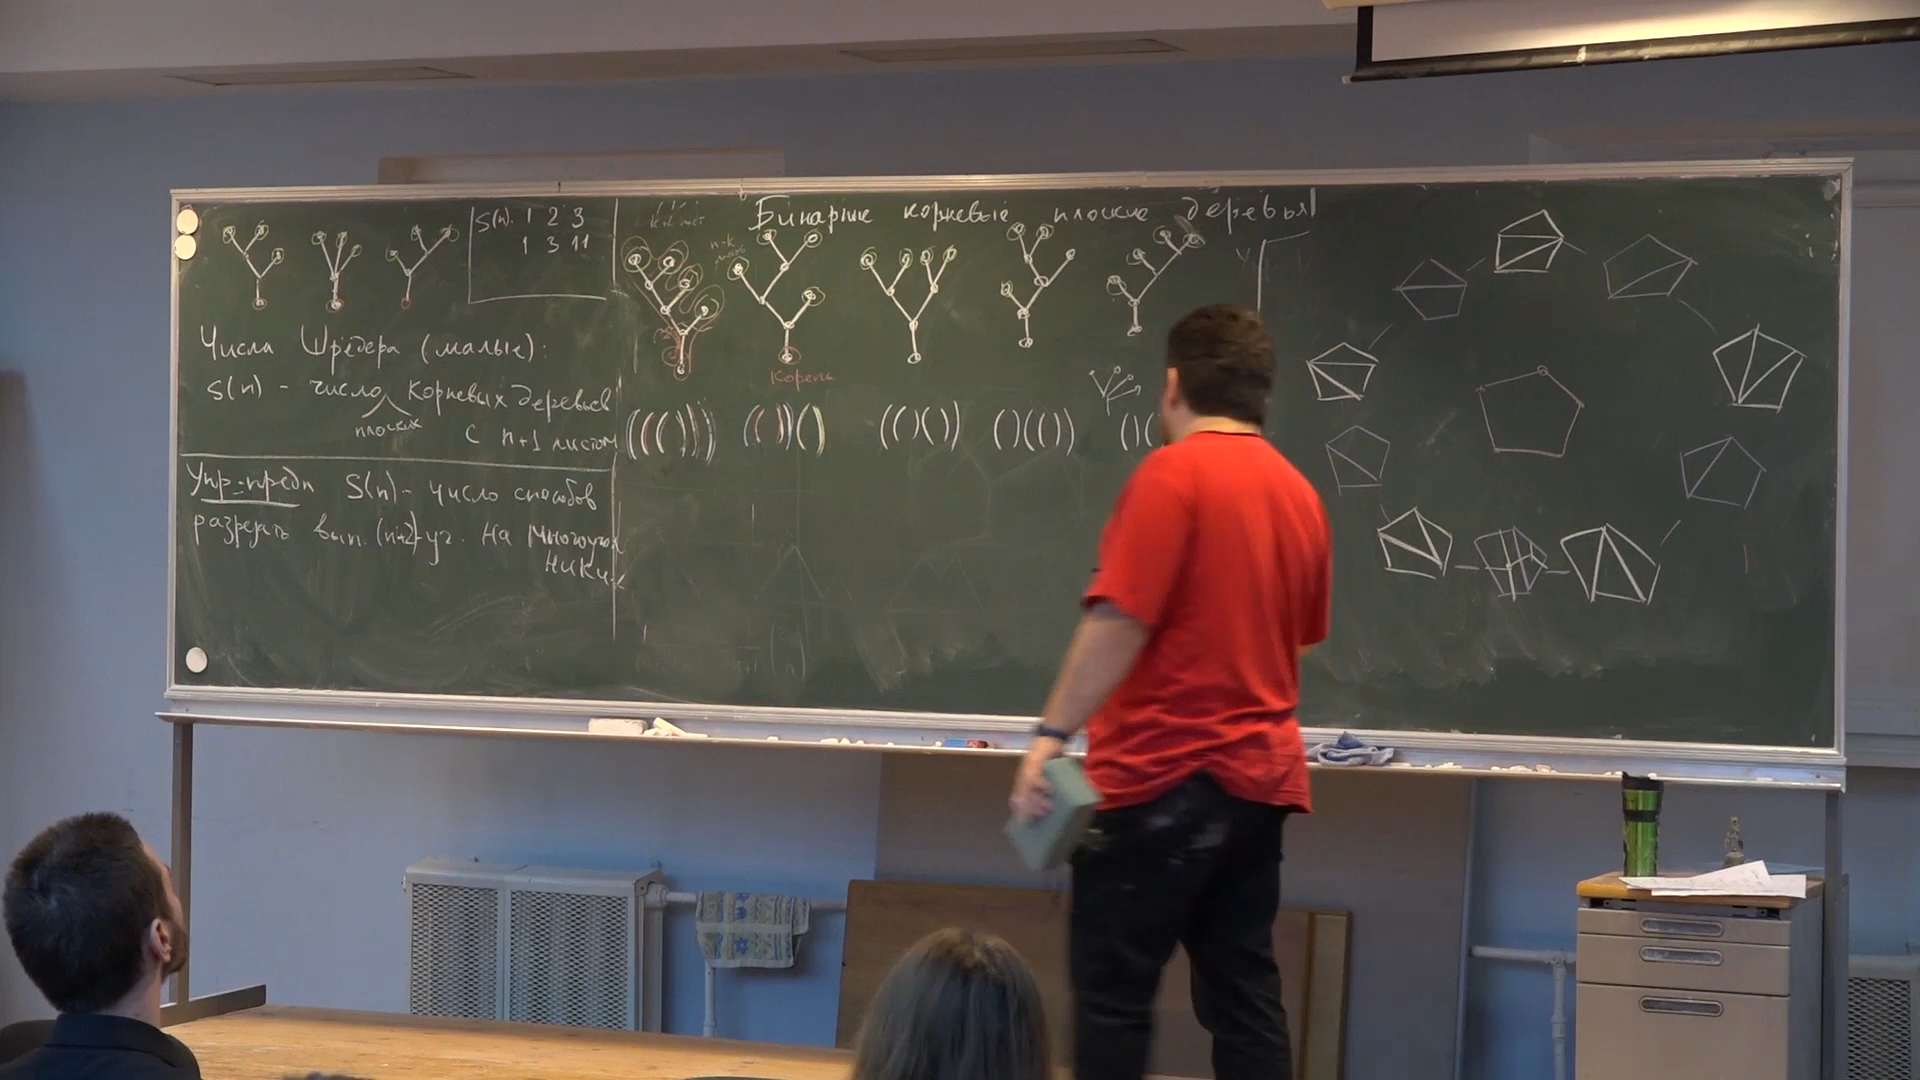 S(n). 1 2 3
1 3 11
Числа Шрёдера (малые):
S(n) - число корневых деревьев
плоских
с n+1 листом
Упр-предл S(n) - число способов
разрезать вып. (n+2)-уг. на многоуголь
ники.
Бинарные корневые плоские деревья
n-k
корень
(((()))) (())() (()()) ()(()) ()(